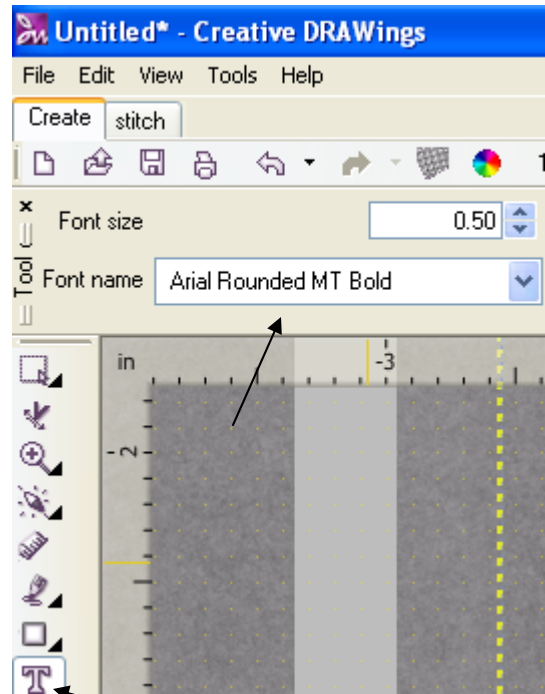 Untitled* - Creative DRAWings
File Edit View Tools Help
Create stitch
1
Font size 0.50
Tool
Font name Arial Rounded MT Bold
in -3
-2
T